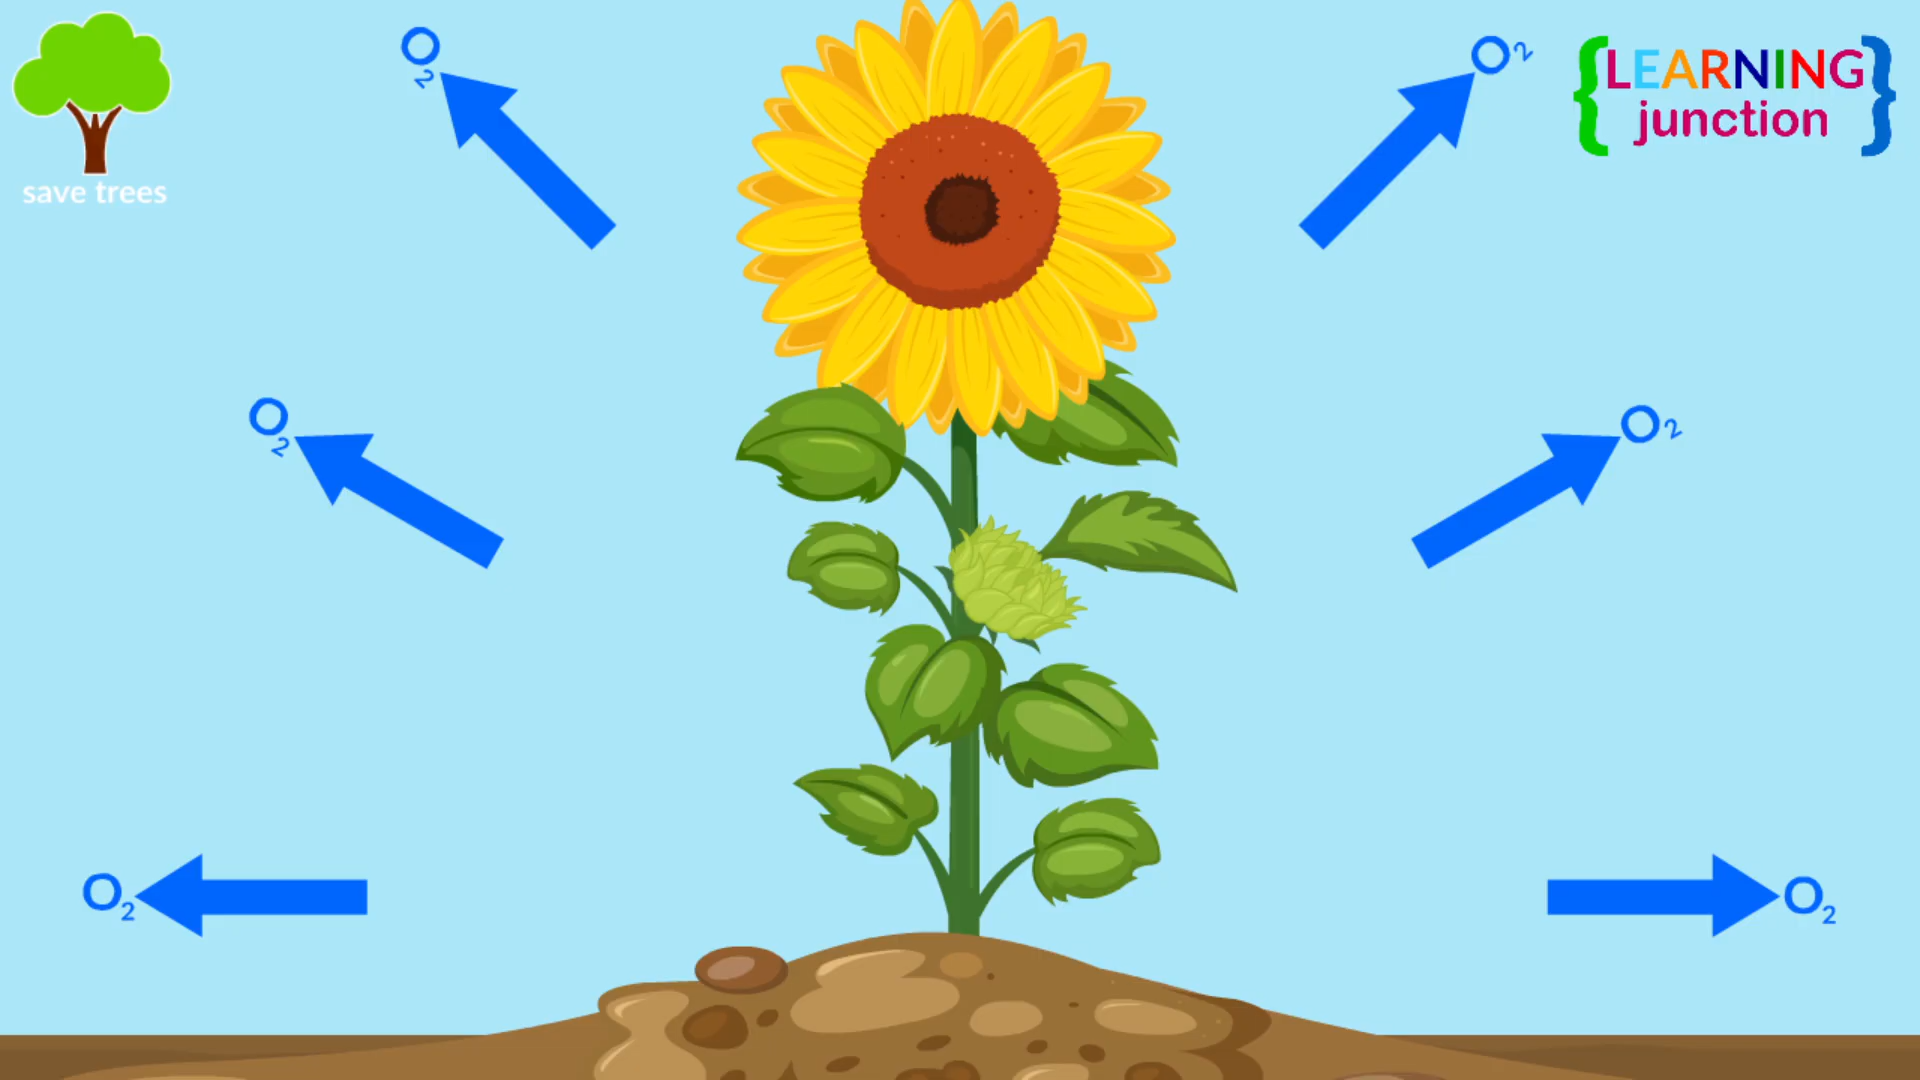 O₂
O₂
LEARNING
junction
save trees
O₂
O₂
O₂
O₂